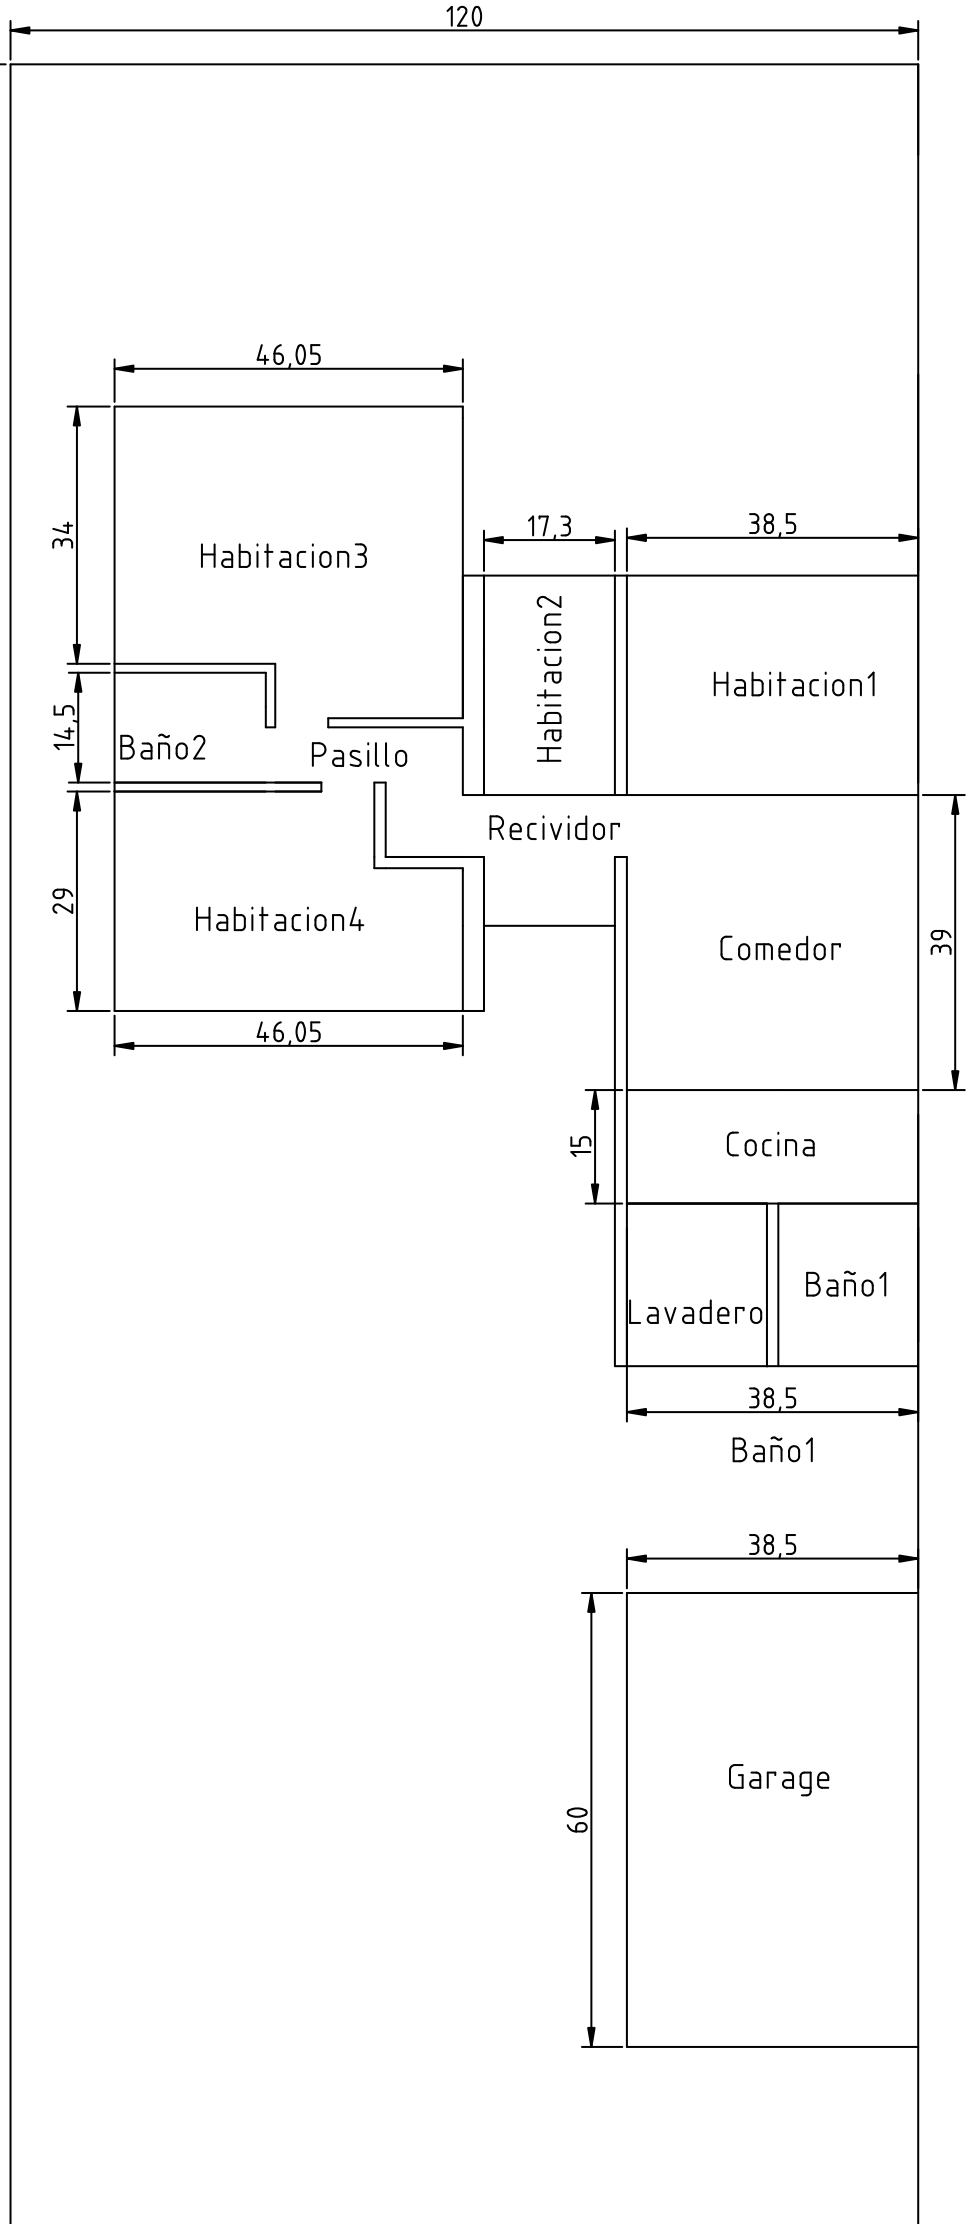 120
46,05
34
Habitacion3
17,3
38,5
Habitacion2
Habitacion1
14,5
Baño2
Pasillo
Recividor
29
Habitacion4
Comedor
39
46,05
15
Cocina
Lavadero
Baño1
38,5
Baño1
38,5
60
Garage